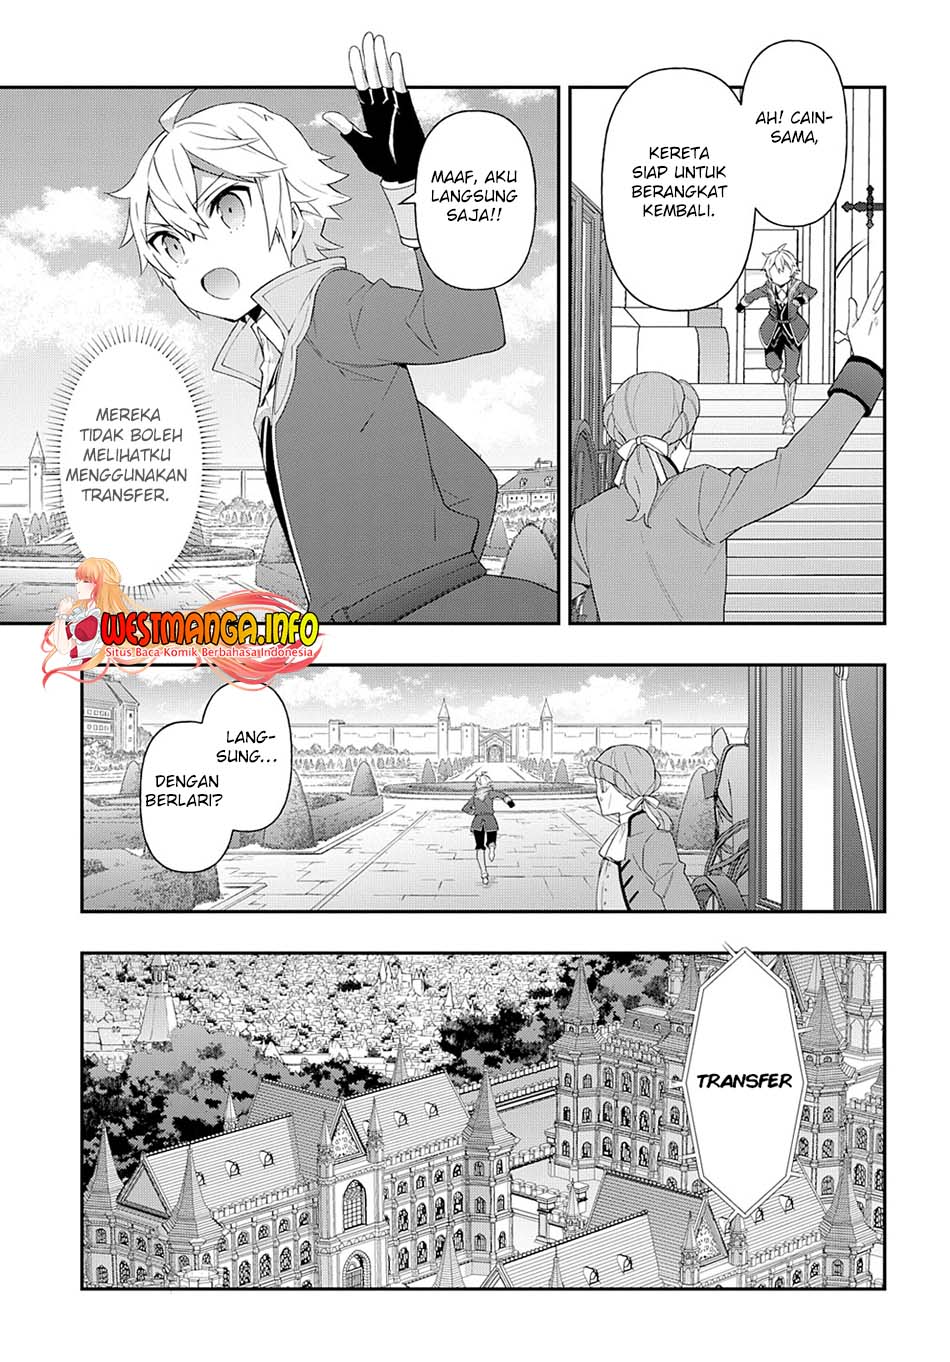 AH! CAIN-
SAMA,
KERETA
SIAP UNTUK
BERANGKAT
KEMBALI.
MAAF, AKU
LANGSUNG
SAJA!!
MEREKA
TIDAK BOLEH
MELIHATKU
MENGGUNAKAN
TRANSFER.
WESTMANGA.INFO
Situs Baca Komik Berbahasa Indonesia
LANG-
SUNG...
DENGAN
BERLARI?
TRANSFER